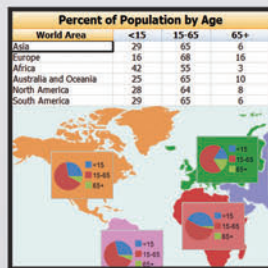 Percent of Population by Age
World Area <15 15-65 65+
Asia 29 65 6
Europe 16 68 16
Africa 42 55 3
Australia and Oceania 25 65 10
North America 28 64 8
South America 29 65 6
<15
15-65
65+
<15
15-65
65+
<15
15-65
65+
<15
15-65
65+